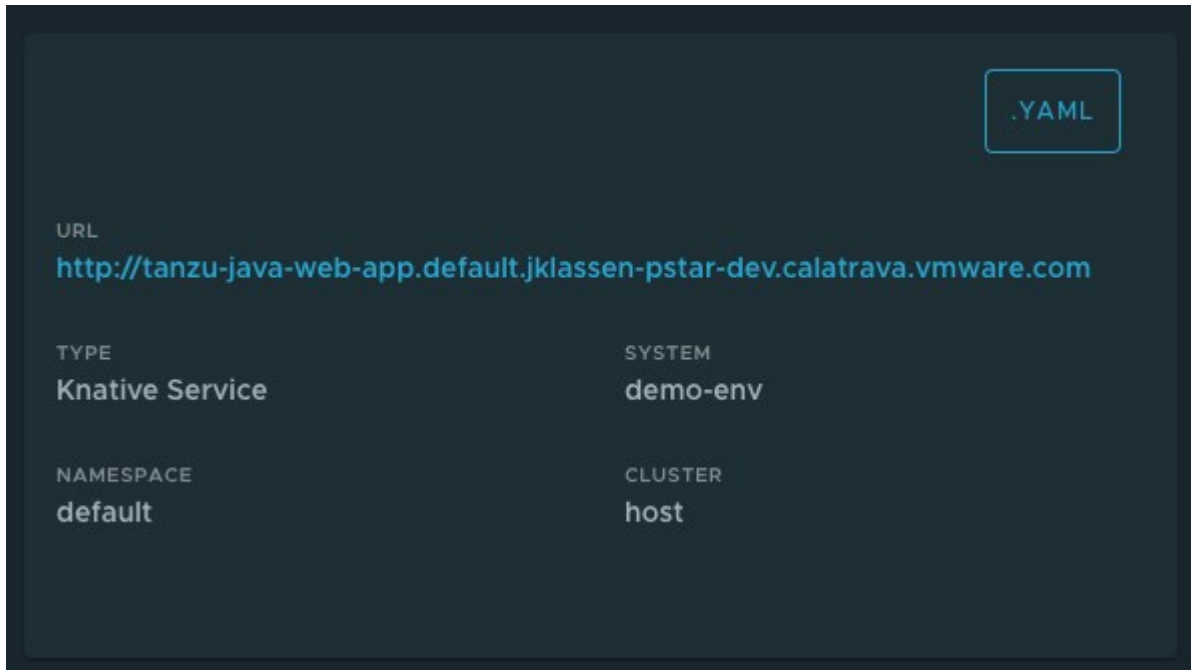 .YAML
URL
http://tanzu-java-web-app.default.jklassen-pstar-dev.calatrava.vmware.com
TYPE
SYSTEM
Knative Service
demo-env
NAMESPACE
CLUSTER
default
host